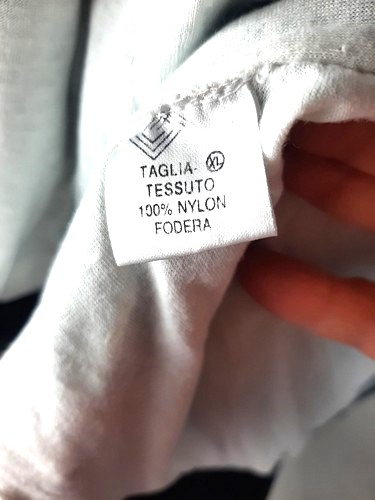 TAGLIA- XL
TESSUTO
100% NYLON
FODERA